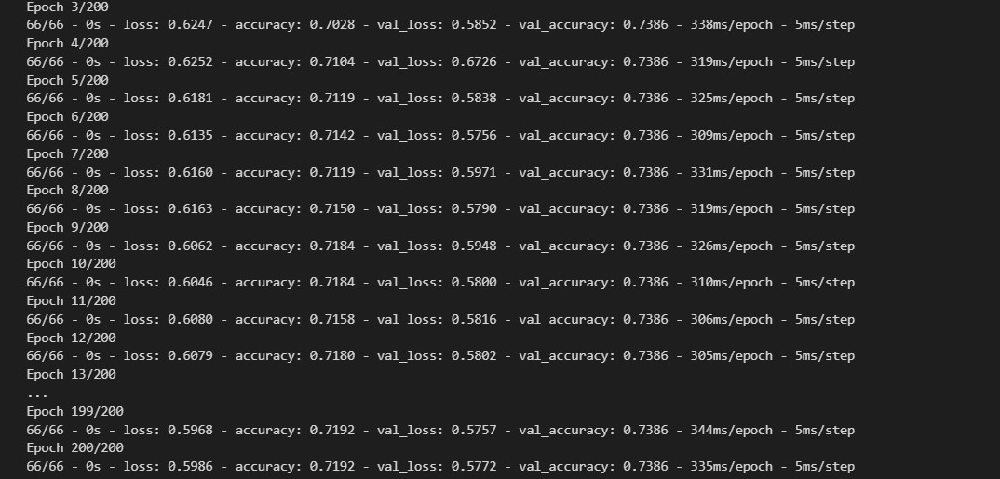 Epoch 3/200
66/66 - 0s - loss: 0.6247 - accuracy: 0.7028 - val_loss: 0.5852 - val_accuracy: 0.7386 - 338ms/epoch - 5ms/step
Epoch 4/200
66/66 - 0s - loss: 0.6252 - accuracy: 0.7104 - val_loss: 0.6726 - val_accuracy: 0.7386 - 319ms/epoch - 5ms/step
Epoch 5/200
66/66 - 0s - loss: 0.6181 - accuracy: 0.7119 - val_loss: 0.5838 - val_accuracy: 0.7386 - 325ms/epoch - 5ms/step
Epoch 6/200
66/66 - 0s - loss: 0.6135 - accuracy: 0.7142 - val_loss: 0.5756 - val_accuracy: 0.7386 - 309ms/epoch - 5ms/step
Epoch 7/200
66/66 - 0s - loss: 0.6160 - accuracy: 0.7119 - val_loss: 0.5971 - val_accuracy: 0.7386 - 331ms/epoch - 5ms/step
Epoch 8/200
66/66 - 0s - loss: 0.6163 - accuracy: 0.7150 - val_loss: 0.5790 - val_accuracy: 0.7386 - 319ms/epoch - 5ms/step
Epoch 9/200
66/66 - 0s - loss: 0.6062 - accuracy: 0.7184 - val_loss: 0.5948 - val_accuracy: 0.7386 - 326ms/epoch - 5ms/step
Epoch 10/200
66/66 - 0s - loss: 0.6046 - accuracy: 0.7184 - val_loss: 0.5800 - val_accuracy: 0.7386 - 310ms/epoch - 5ms/step
Epoch 11/200
66/66 - 0s - loss: 0.6080 - accuracy: 0.7158 - val_loss: 0.5816 - val_accuracy: 0.7386 - 306ms/epoch - 5ms/step
Epoch 12/200
66/66 - 0s - loss: 0.6079 - accuracy: 0.7180 - val_loss: 0.5802 - val_accuracy: 0.7386 - 305ms/epoch - 5ms/step
Epoch 13/200
...
Epoch 199/200
66/66 - 0s - loss: 0.5968 - accuracy: 0.7192 - val_loss: 0.5757 - val_accuracy: 0.7386 - 344ms/epoch - 5ms/step
Epoch 200/200
66/66 - 0s - loss: 0.5986 - accuracy: 0.7192 - val_loss: 0.5772 - val_accuracy: 0.7386 - 335ms/epoch - 5ms/step